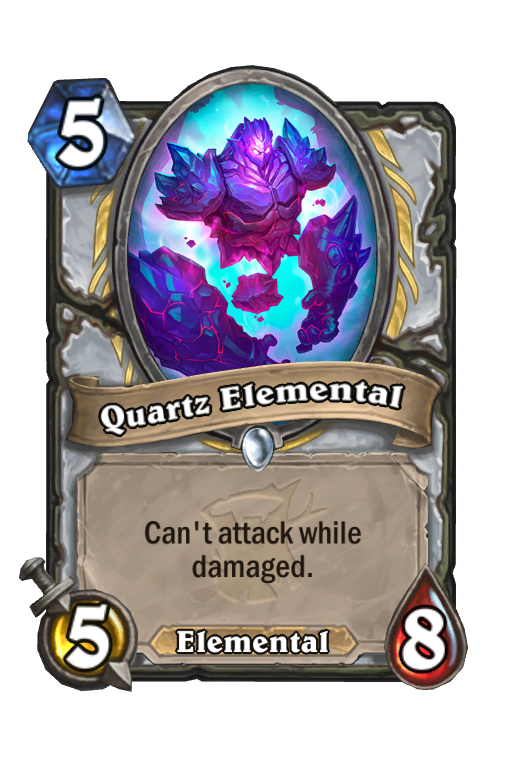 5
Quartz Elemental
Can't attack while
damaged.
5
Elemental
8